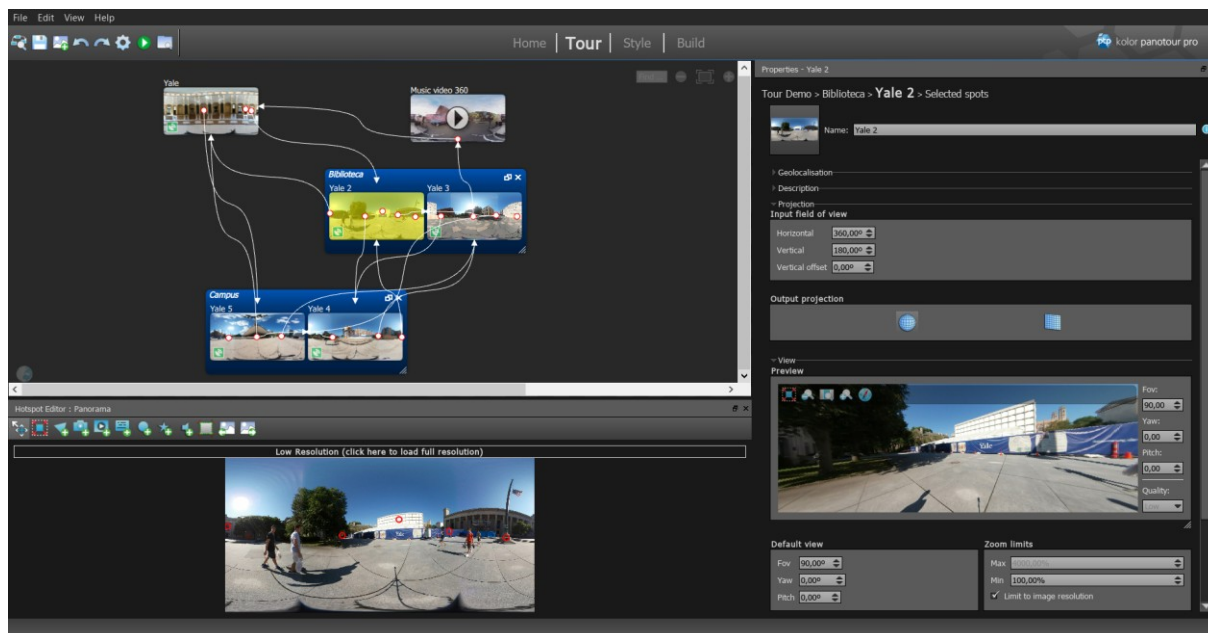 File Edit View Help
Home Tour Style Build
kolor panotour pro
Yale
Music video 360
Biblioteca
Yale 2 Yale 3
Campus
Yale 5 Yale 4
Hotspot Editor : Panorama
Low Resolution (click here to load full resolution)
Yale
Properties - Yale 2
Tour Demo > Biblioteca > Yale 2 > Selected spots
Name: Yale 2
Geolocalisation
Description
Projection
Input field of view
Horizontal 360,00º
Vertical 180,00º
Vertical offset 0,00º
Output projection
View
Preview
Yale
Fov:
90,00
Yaw:
0,00
Pitch:
0,00
Quality:
Low
Default view
Fov 90,00º
Yaw 0,00º
Pitch 0,00º
Zoom limits
Max
Min 100,00%
Limit to image resolution